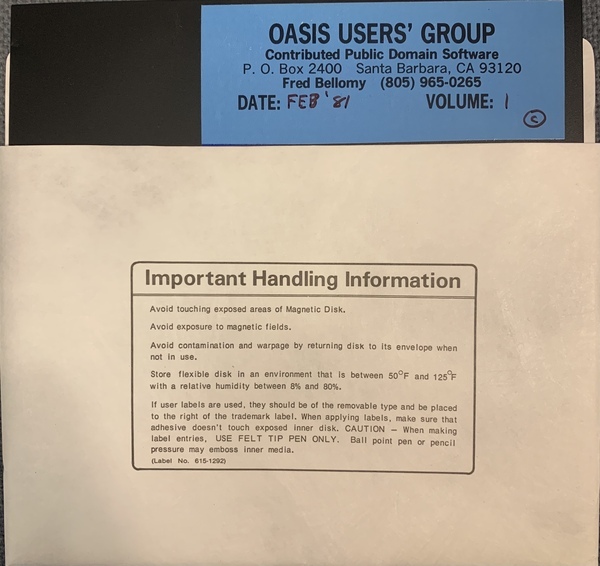 OASIS USERS' GROUP
Contributed Public Domain Software
P. O. Box 2400 Santa Barbara, CA 93120
Fred Bellomy (805) 965-0265
DATE: FEB '81 VOLUME: 1
C
Important Handling Information
Avoid touching exposed areas of Magnetic Disk.
Avoid exposure to magnetic fields.
Avoid contamination and warpage by returning disk to its envelope when
not in use.
Store flexible disk in an environment that is between 50°F and 125°F
with a relative humidity between 8% and 80%.
If user labels are used, they should be of the removable type and be placed
to the right of the trademark label. When applying labels, make sure that
adhesive doesn't touch exposed inner disk. CAUTION — When making
label entries, USE FELT TIP PEN ONLY. Ball point pen or pencil
pressure may emboss inner media.
(Label No. 615-1292)